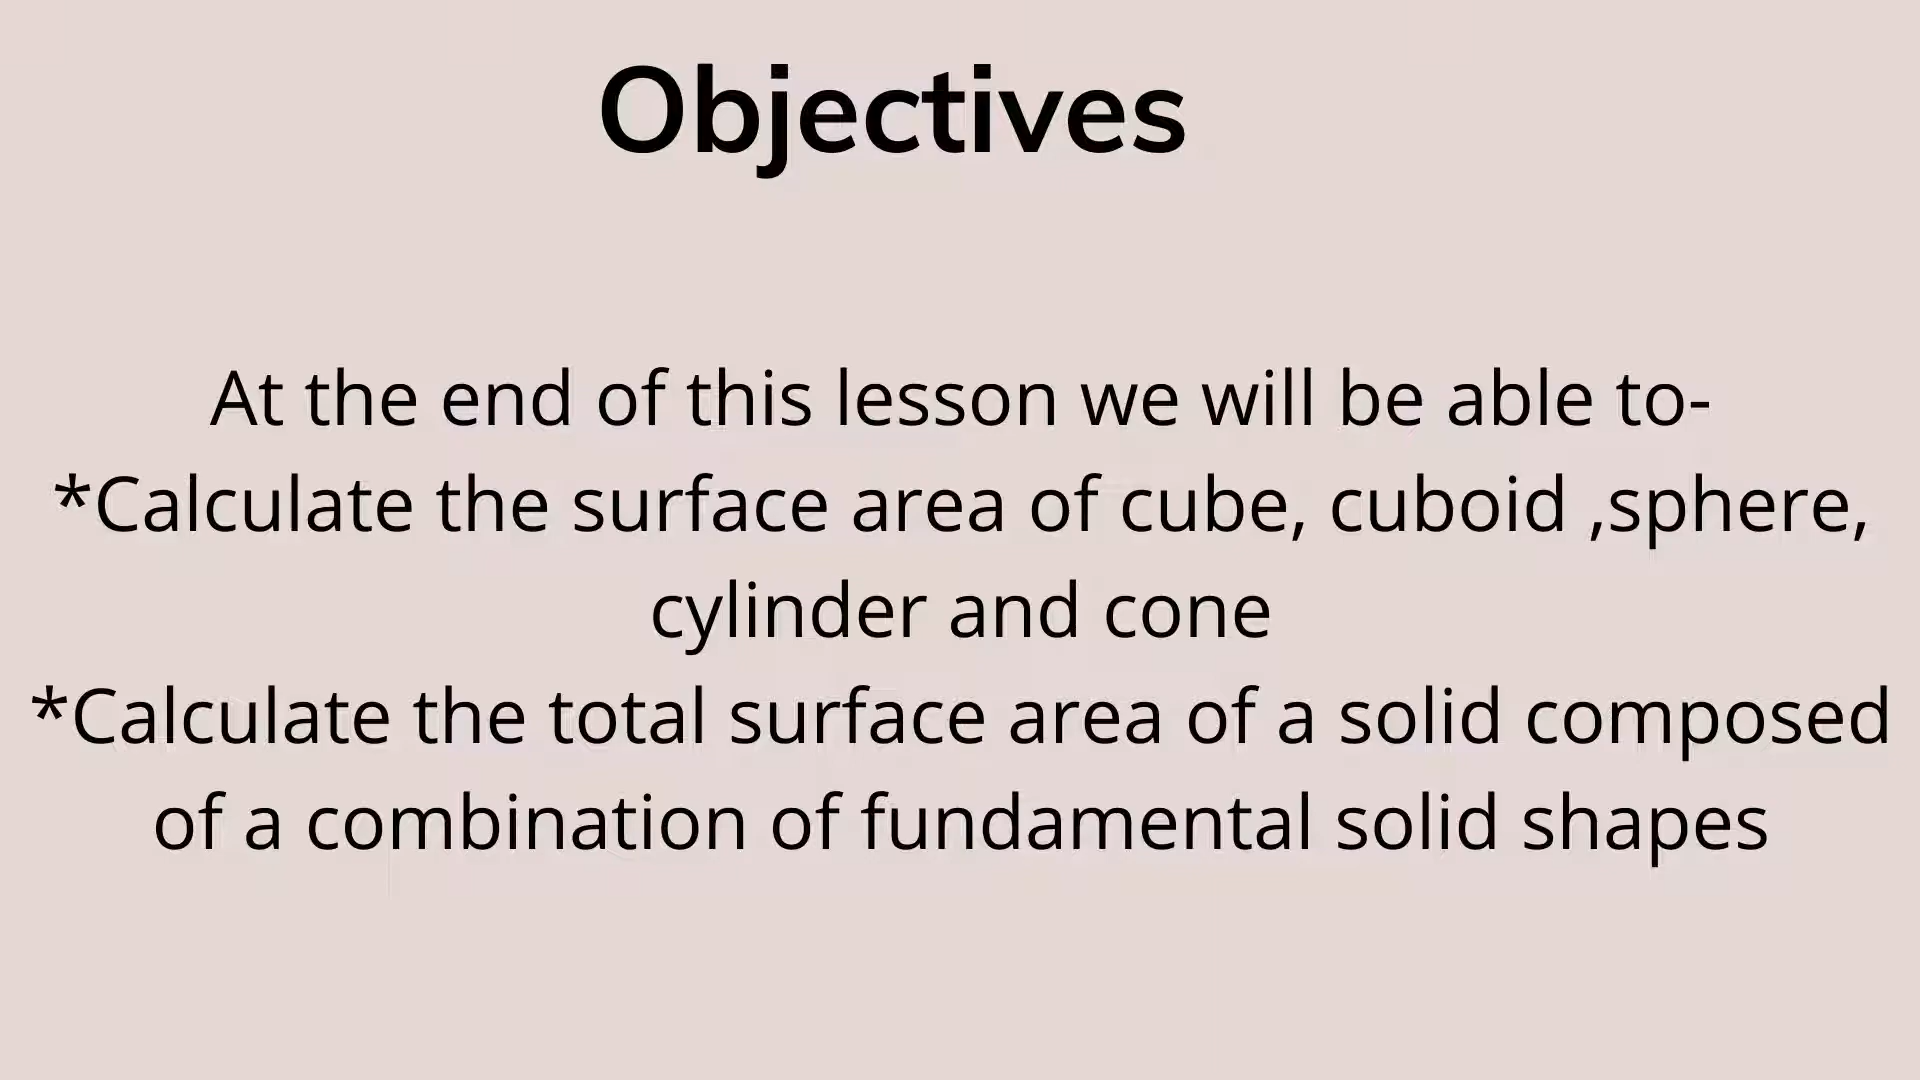 Objectives
At the end of this lesson we will be able to-
*Calculate the surface area of cube, cuboid ,sphere,
cylinder and cone
*Calculate the total surface area of a solid composed
of a combination of fundamental solid shapes